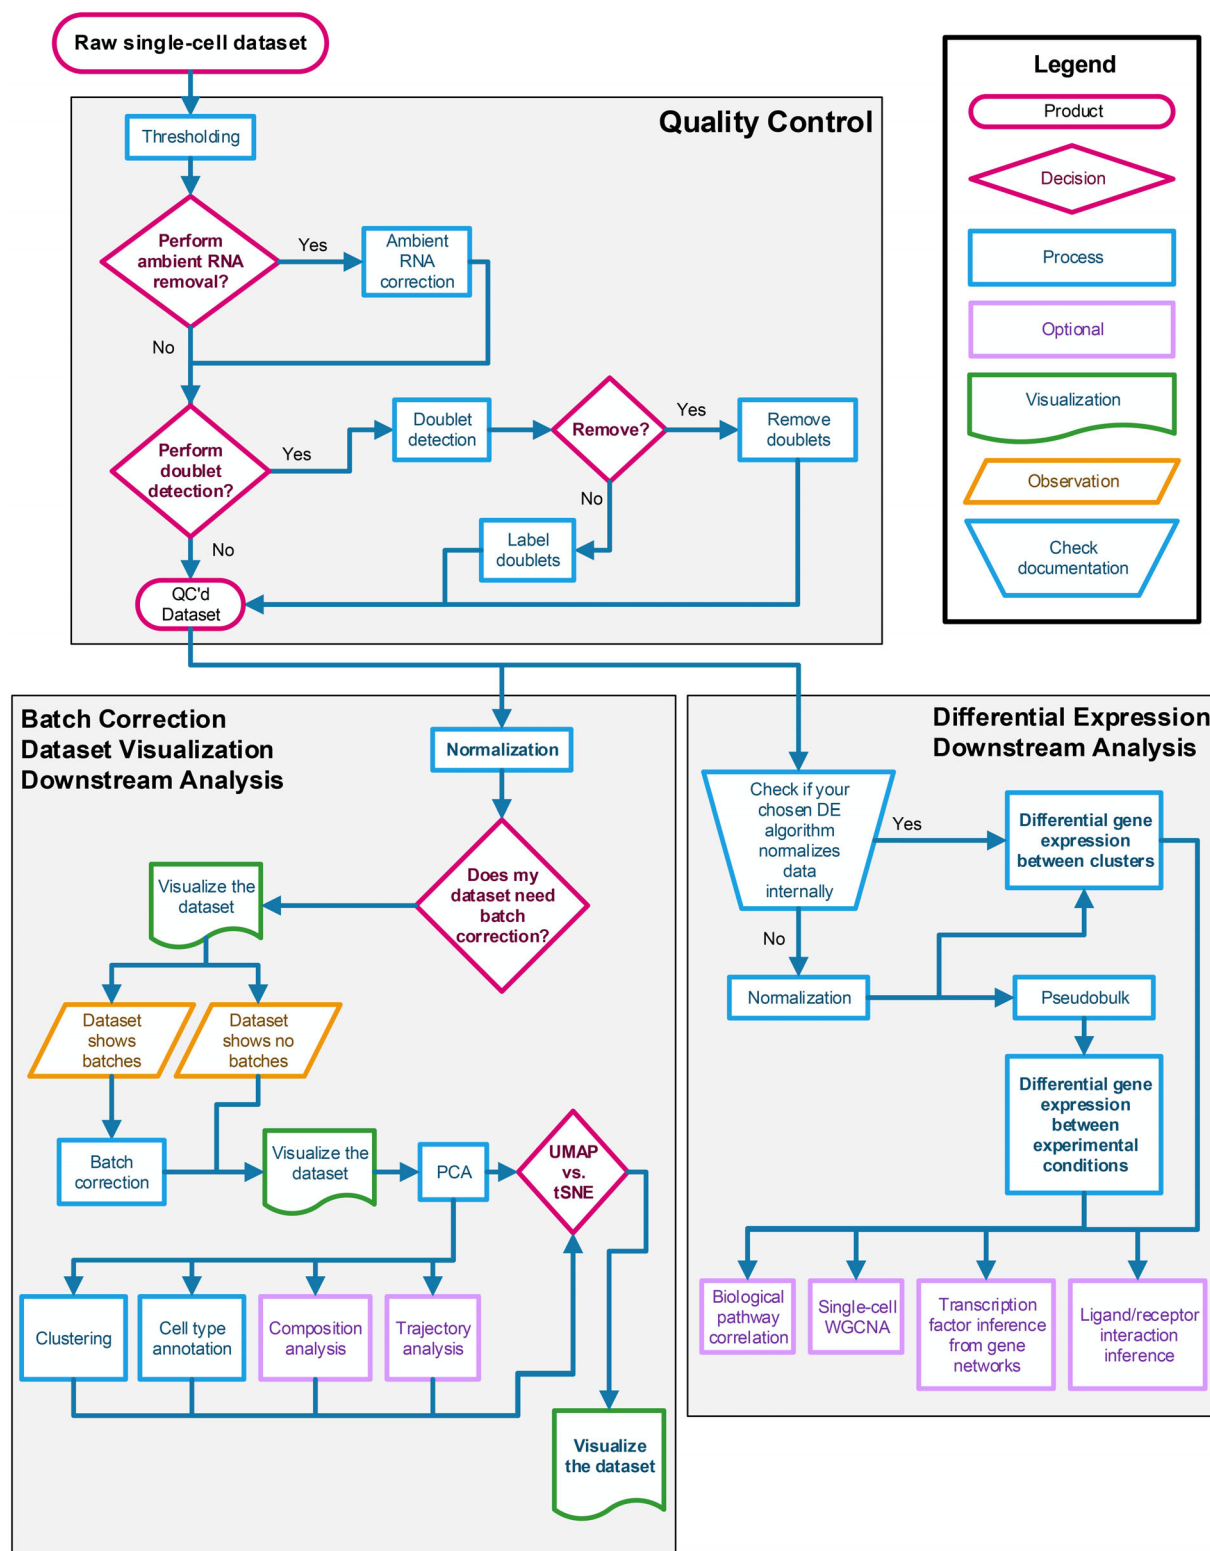 Raw single-cell dataset
Legend
Product
Decision
Process
Optional
Visualization
Observation
Check
documentation
Quality Control
Thresholding
Perform
ambient RNA
removal?
Yes
Ambient
RNA
correction
No
Perform
doublet
detection?
Yes
Doublet
detection
Remove?
Yes
Remove
doublets
No
Label
doublets
No
QC'd
Dataset
Batch Correction
Dataset Visualization
Downstream Analysis
Normalization
Does my
dataset need
batch
correction?
Visualize the
dataset
Dataset
shows
batches
Dataset
shows no
batches
Batch
correction
Visualize the
dataset
PCA
UMAP
vs.
tSNE
Clustering
Cell type
annotation
Composition
analysis
Trajectory
analysis
Visualize
the dataset
Differential Expression
Downstream Analysis
Check if your
chosen DE
algorithm
normalizes
data
internally
Yes
Differential gene
expression
between clusters
No
Normalization
Pseudobulk
Differential gene
expression
between
experimental
conditions
Biological
pathway
correlation
Single-cell
WGCNA
Transcription
factor inference
from gene
networks
Ligand/receptor
interaction
inference